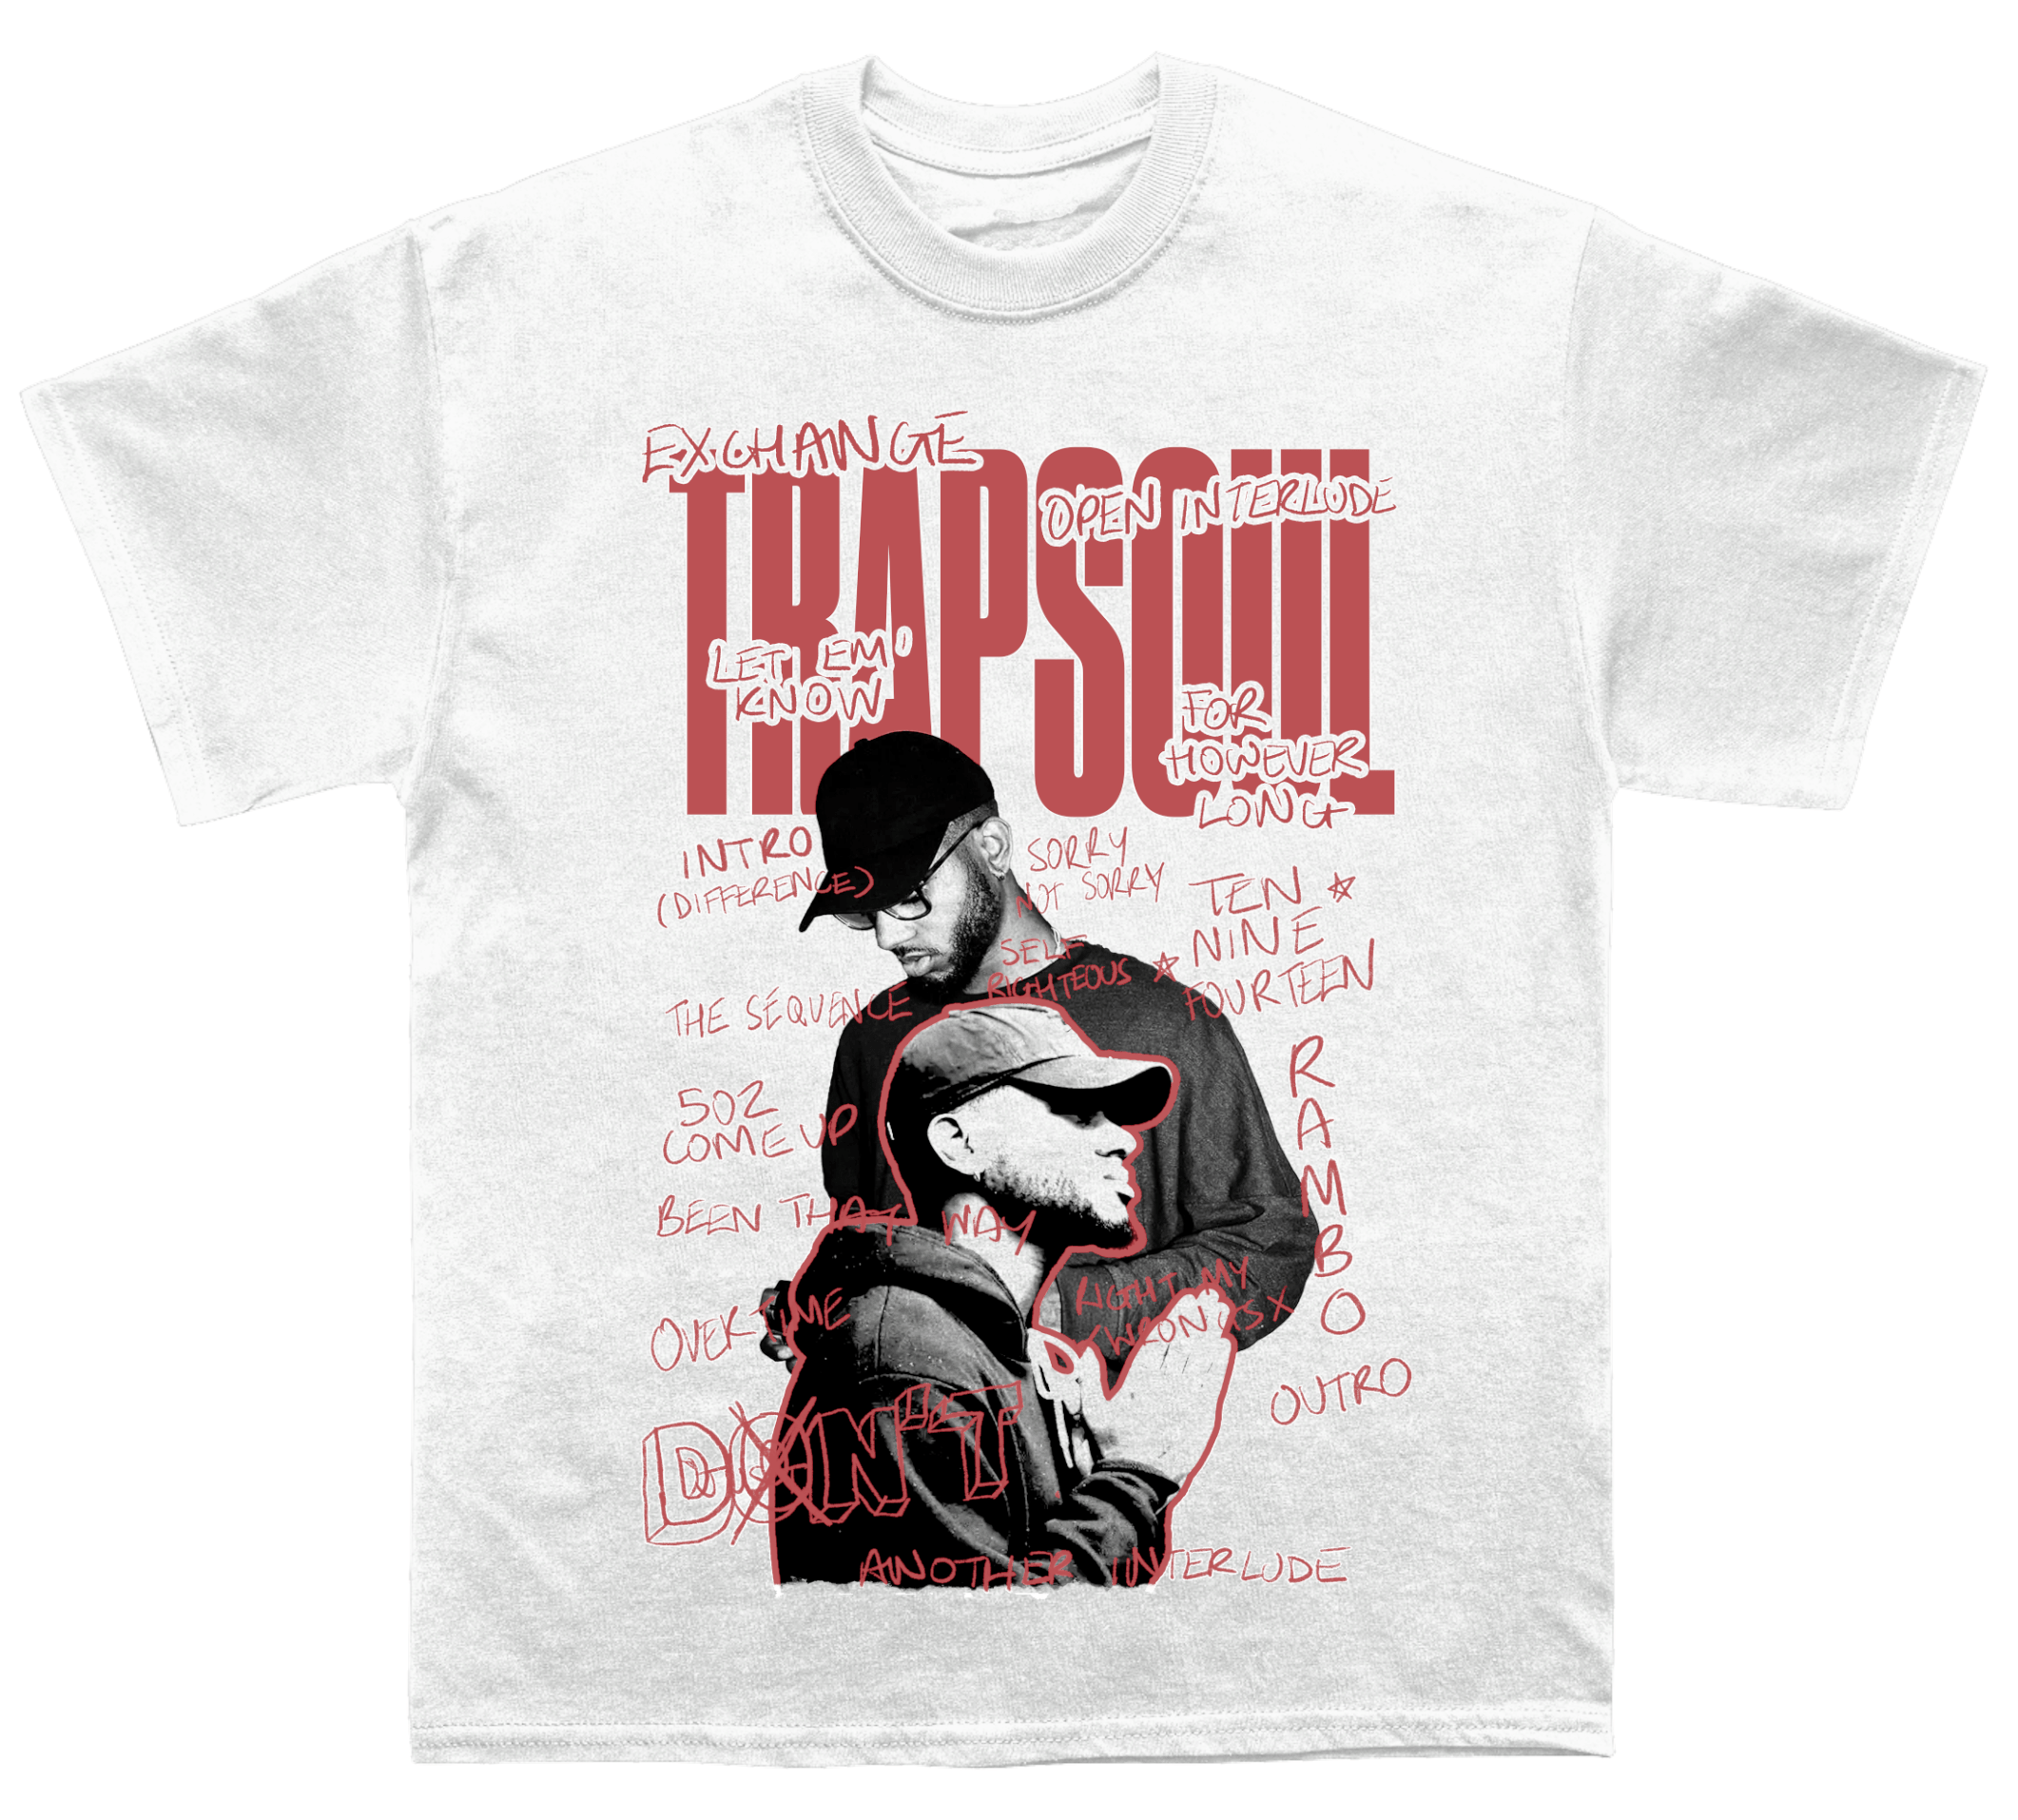 EXCHANGE
TRAPSOUL
OPEN INTERLUDE
LET EM'
KNOW
FOR
HOWEVER
LONG
INTRO
(DIFFERENCE)
SORRY
NOT SORRY
TEN
NINE
FOURTEEN
SELF
RIGHTEOUS
THE SEQUENCE
RAMBO
502
COME UP
BEEN THAT WAY
RIGHT MY
WRONGS X
OVERTIME
OUTRO
DON'T
ANOTHER INTERLUDE